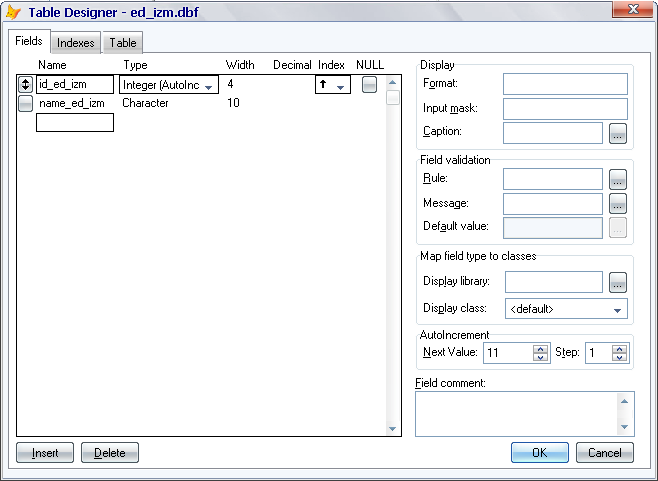 Table Designer - ed_izm.dbf
Fields Indexes Table
Name Type Width Decimal Index NULL
id_ed_izm Integer (AutoInc 4
name_ed_izm Character 10
Display
Format:
Input mask:
Caption: ...
Field validation
Rule: ...
Message: ...
Default value: ...
Map field type to classes
Display library: ...
Display class: <default>
AutoIncrement
Next Value: 11 Step: 1
Field comment:
Insert Delete OK Cancel